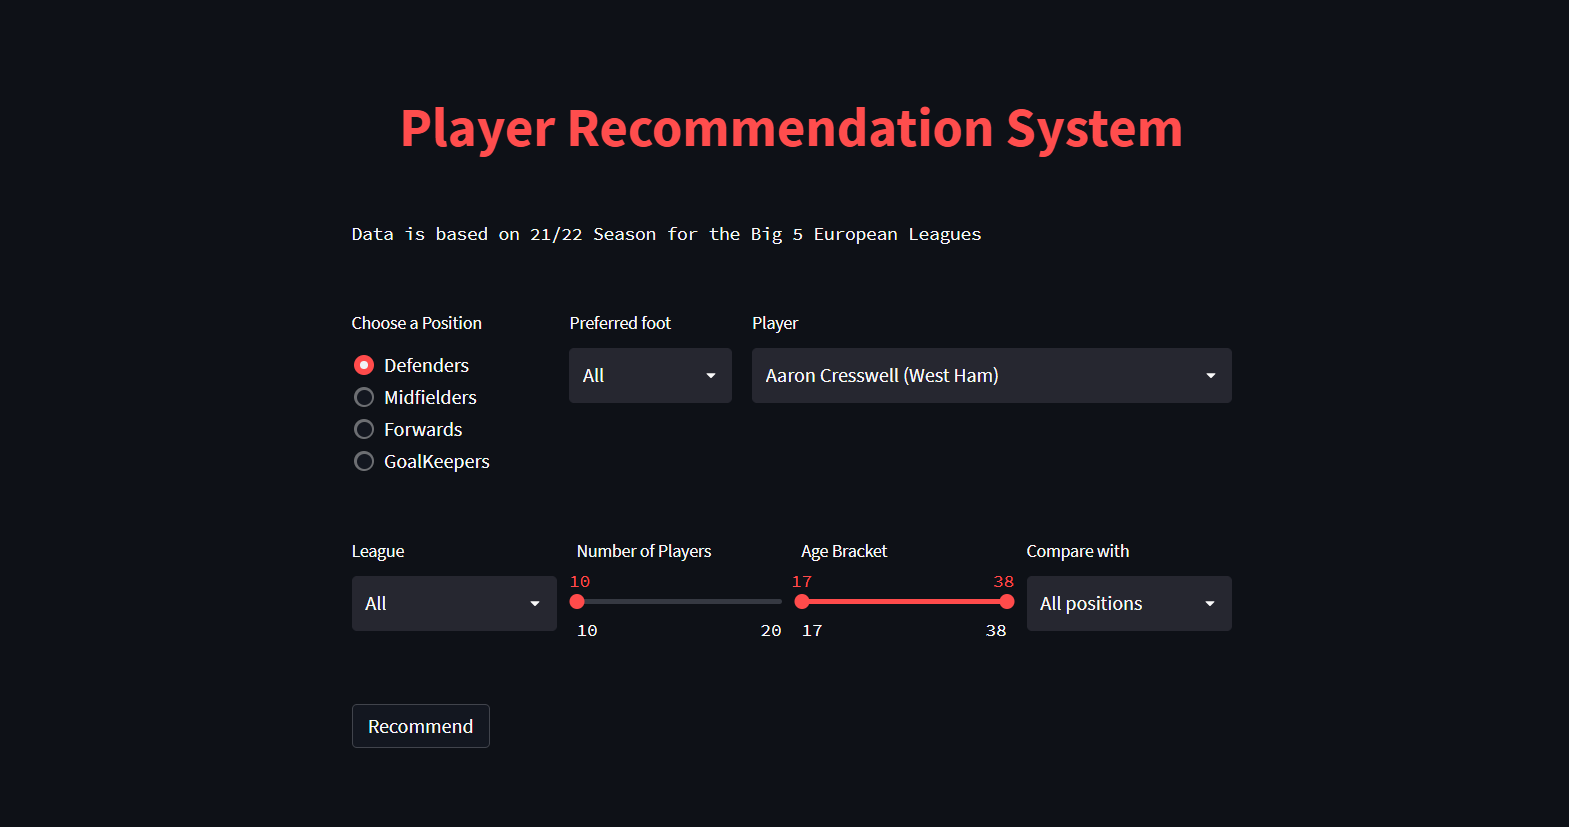 Player Recommendation System
Data is based on 21/22 Season for the Big 5 European Leagues
Choose a Position
Defenders
Midfielders
Forwards
GoalKeepers
Preferred foot
All
Player
Aaron Cresswell (West Ham)
League
All
Number of Players
10
10 20
Age Bracket
17 38
17 38
Compare with
All positions
Recommend